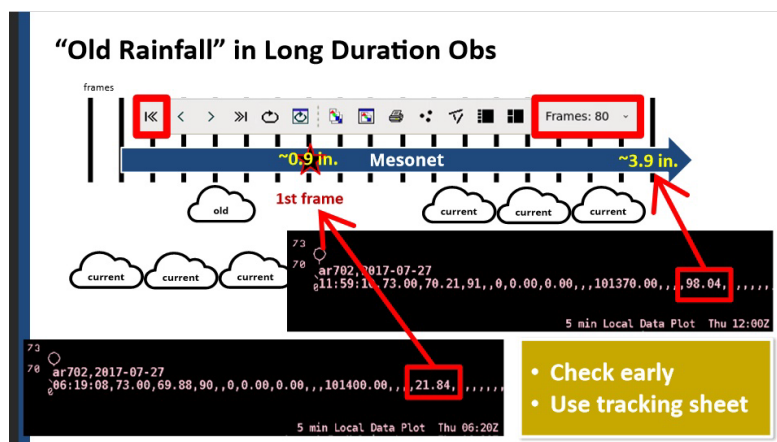 “Old Rainfall” in Long Duration Obs
frames
Frames: 80
~0.9 in.
Mesonet
~3.9 in.
old
1st frame
current
current
current
current
current
current
73
70
ar702,2017-07-27
11:59:10,73.00,70.21,91,,0,0.00,0.00,,,101370.00,,,,98.04,,,,,,,
5 min Local Data Plot Thu 12:00Z
73
70
ar702,2017-07-27
06:19:08,73.00,69.88,90,,0,0.00,0.00,,,101400.00,,,,21.84,,,,,,,
5 min Local Data Plot Thu 06:20Z
• Check early
• Use tracking sheet